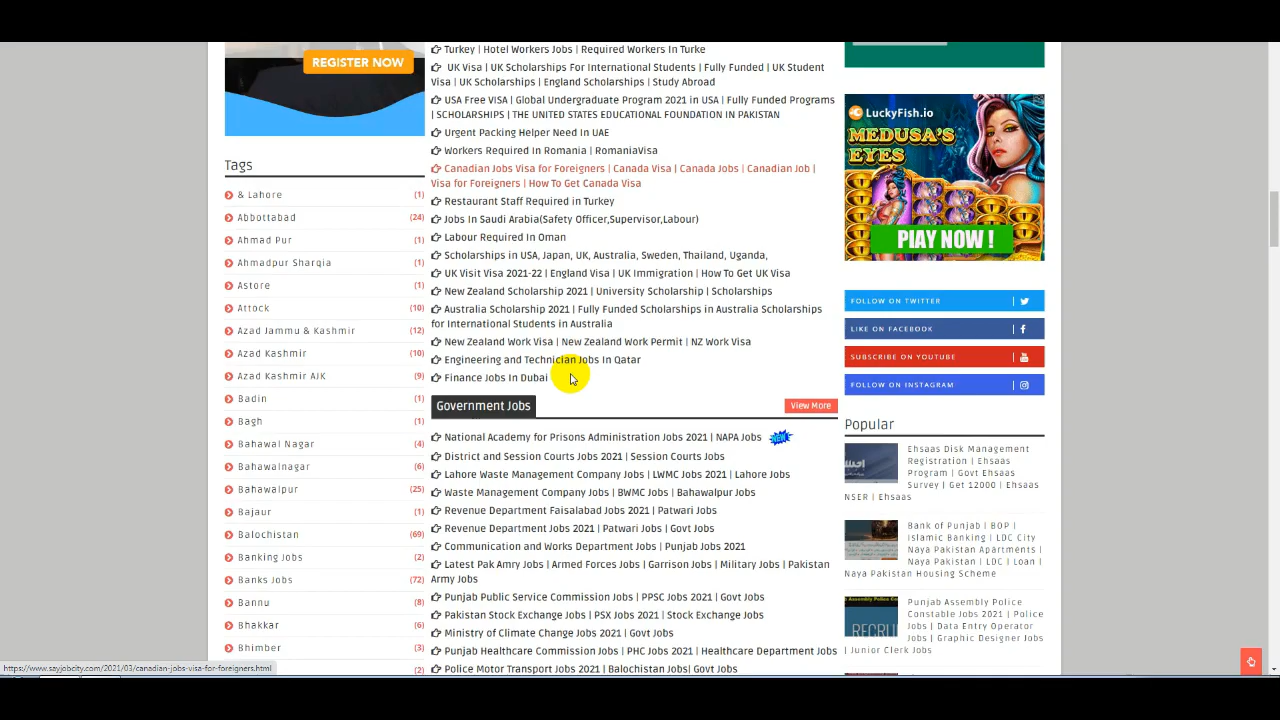 REGISTER NOW
Tags
& Lahore (1)
Abbottabad (24)
Ahmad Pur (1)
Ahmadpur Sharqia (1)
Astore (1)
Attock (10)
Azad Jammu & Kashmir (12)
Azad Kashmir (10)
Azad Kashmir AJK (9)
Badin (1)
Bagh (1)
Bahawal Nagar (4)
Bahawalnagar (6)
Bahawalpur (25)
Bajaur (1)
Balochistan (69)
Banking Jobs (2)
Banks Jobs (72)
Bannu (8)
Bhakkar (6)
Bhimber (3)
(2)
https://www.sayjobcity.com/2021/03/canadian-jobs-visa-for-foreigners.html
Turkey | Hotel Workers Jobs | Required Workers In Turke
UK Visa | UK Scholarships For International Students | Fully Funded | UK Student
Visa | UK Scholarships | England Scholarships | Study Abroad
USA Free VISA | Global Undergraduate Program 2021 in USA | Fully Funded Programs
| SCHOLARSHIPS | THE UNITED STATES EDUCATIONAL FOUNDATION IN PAKISTAN
Urgent Packing Helper Need In UAE
Workers Required In Romania | RomaniaVisa
Canadian Jobs Visa for Foreigners | Canada Visa | Canada Jobs | Canadian Job |
Visa for Foreigners | How To Get Canada Visa
Restaurant Staff Required in Turkey
Jobs In Saudi Arabia(Safety Officer,Supervisor,Labour)
Labour Required In Oman
Scholarships in USA, Japan, UK, Australia, Sweden, Thailand, Uganda,
UK Visit Visa 2021-22 | England Visa | UK Immigration | How To Get UK Visa
New Zealand Scholarship 2021 | University Scholarship | Scholarships
Australia Scholarship 2021 | Fully Funded Scholarships in Australia Scholarships
for International Students in Australia
New Zealand Work Visa | New Zealand Work Permit | NZ Work Visa
Engineering and Technician Jobs In Qatar
Finance Jobs In Dubai
Government Jobs View More
National Academy for Prisons Administration Jobs 2021 | NAPA Jobs NEW
District and Session Courts Jobs 2021 | Session Courts Jobs
Lahore Waste Management Company Jobs | LWMC Jobs 2021 | Lahore Jobs
Waste Management Company Jobs | BWMC Jobs | Bahawalpur Jobs
Revenue Department Faisalabad Jobs 2021 | Patwari Jobs
Revenue Department Jobs 2021 | Patwari Jobs | Govt Jobs
Communication and Works Department Jobs | Punjab Jobs 2021
Latest Pak Amry Jobs | Armed Forces Jobs | Garrison Jobs | Military Jobs | Pakistan
Army Jobs
Punjab Public Service Commission Jobs | PPSC Jobs 2021 | Govt Jobs
Pakistan Stock Exchange Jobs | PSX Jobs 2021 | Stock Exchange Jobs
Ministry of Climate Change Jobs 2021 | Govt Jobs
Punjab Healthcare Commission Jobs | PHC Jobs 2021 | Healthcare Department Jobs
Police Motor Transport Jobs 2021 | Balochistan Jobs| Govt Jobs
LuckyFish.io
MEDUSA'S
EYES
PLAY NOW !
FOLLOW ON TWITTER
LIKE ON FACEBOOK
SUBSCRIBE ON YOUTUBE
FOLLOW ON INSTAGRAM
Popular
Ehsaas Disk Management
Registration | Ehsaas
Program | Govt Ehsaas
Survey | Get 12000 | Ehsaas
NSER | Ehsaas
Bank of Punjab | BOP |
Islamic Banking | LDC City
Naya Pakistan Apartments |
Naya Pakistan | LDC | Loan |
Naya Pakistan Housing Scheme
Punjab Assembly Police
Constable Jobs 2021 | Police
Jobs | Data Entry Operator
Jobs | Graphic Designer Jobs
| Junior Clerk Jobs